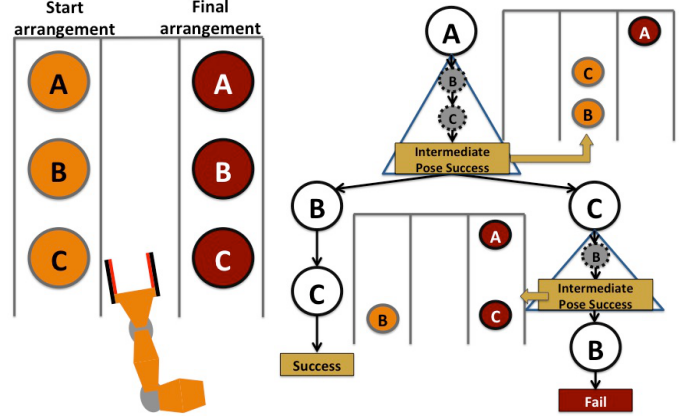 Start
arrangement
Final
arrangement
A
A
B
B
C
C
A
B
C
Intermediate
Pose Success
A
C
B
B
C
Success
C
B
Intermediate
Pose Success
B
Fail
A
B
C